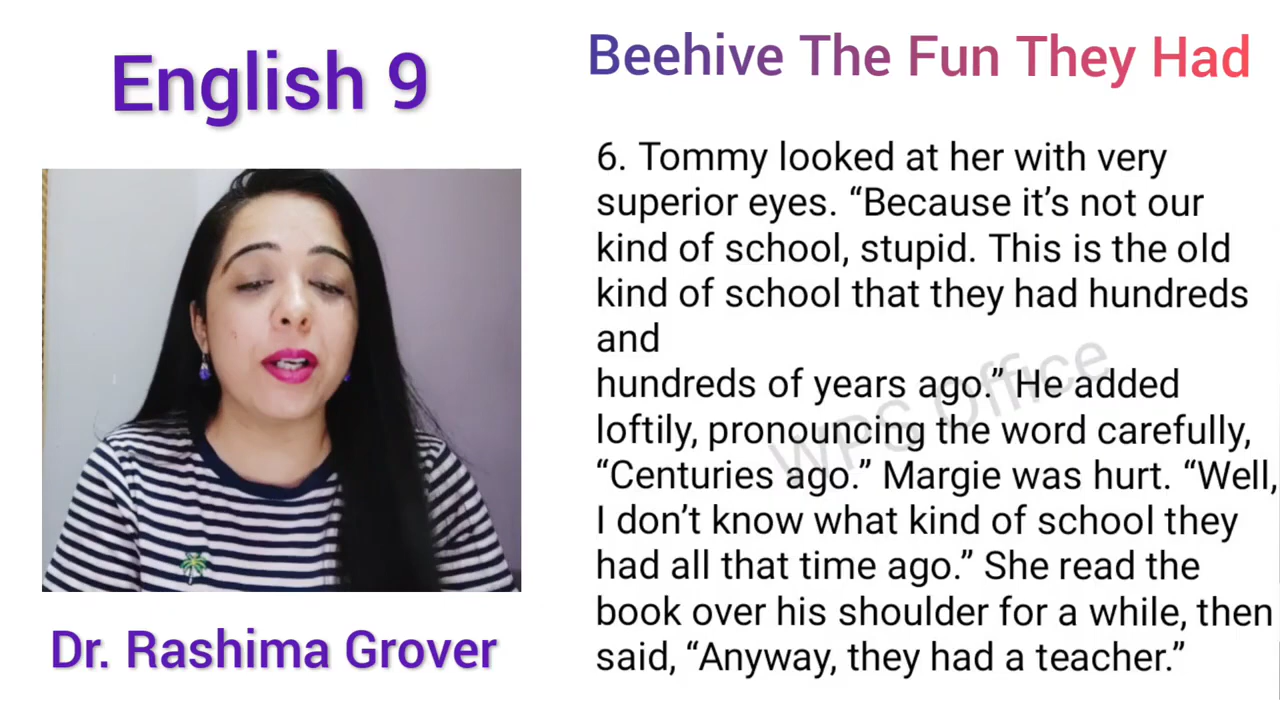 English 9
Beehive The Fun They Had
6. Tommy looked at her with very
superior eyes. “Because it’s not our
kind of school, stupid. This is the old
kind of school that they had hundreds
and
hundreds of years ago.” He added
loftily, pronouncing the word carefully,
“Centuries ago.” Margie was hurt. “Well,
I don’t know what kind of school they
had all that time ago.” She read the
book over his shoulder for a while, then
said, “Anyway, they had a teacher.”
WPS Office
Dr. Rashima Grover